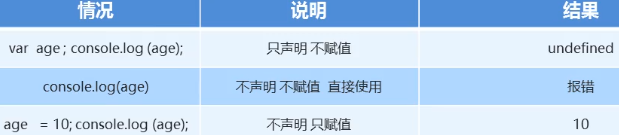 情况 说明 结果
var age ; console.log (age); 只声明 不赋值 undefined
console.log(age) 不声明 不赋值 直接使用 报错
age = 10; console.log (age); 不声明 只赋值 10